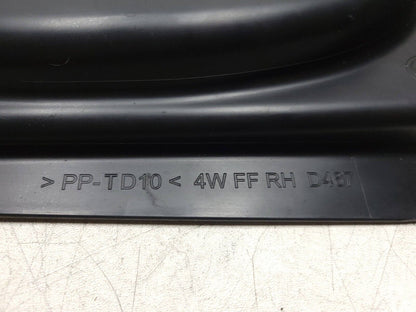 >PP-TD10< 4W FF RH D487